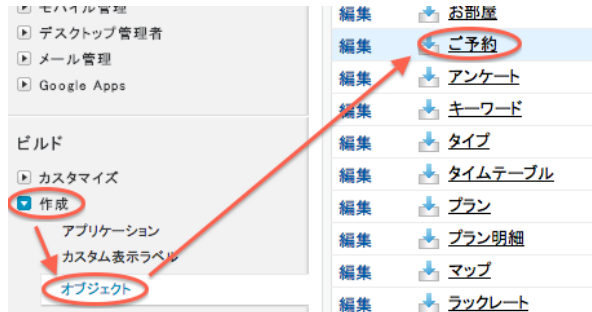 モバイル管理
デスクトップ管理者
メール管理
Google Apps
ビルド
カスタマイズ
作成
アプリケーション
カスタム表示ラベル
オブジェクト
編集 お部屋
編集 ご予約
編集 アンケート
編集 キーワード
編集 タイプ
編集 タイムテーブル
編集 プラン
編集 プラン明細
編集 マップ
編集 ラックレート